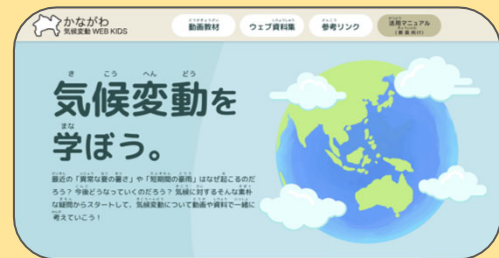 かながわ
気候変動 WEB KIDS
動画教材
ウェブ資料集
参考リンク
活用マニュアル
(教員向け)
気候変動を
学ぼう。
最近の「異常な夏の暑さ」や「短期間の豪雨」はなぜ起こるのだ
ろう？今後どうなっていくのだろう？気候に対するそんな素朴
な疑問からスタートして、気候変動について動画や資料で一緒に
考えていこう！